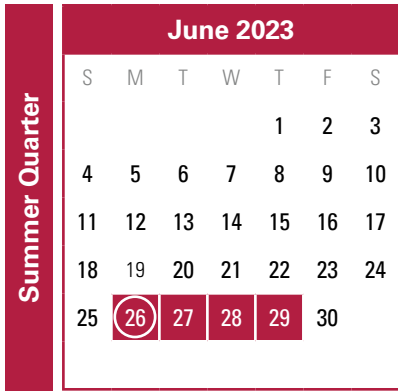 Summer Quarter
June 2023
S M T W T F S
1 2 3
4 5 6 7 8 9 10
11 12 13 14 15 16 17
18 19 20 21 22 23 24
25 26 27 28 29 30